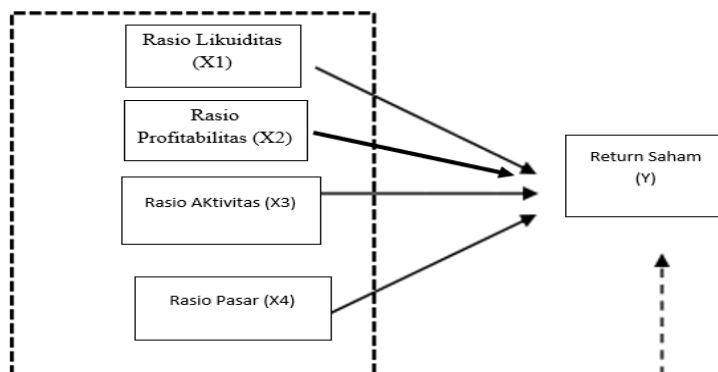 Rasio Likuiditas
(X1)
Rasio
Profitabilitas (X2)
Rasio AKtivitas (X3)
Rasio Pasar (X4)
Return Saham
(Y)